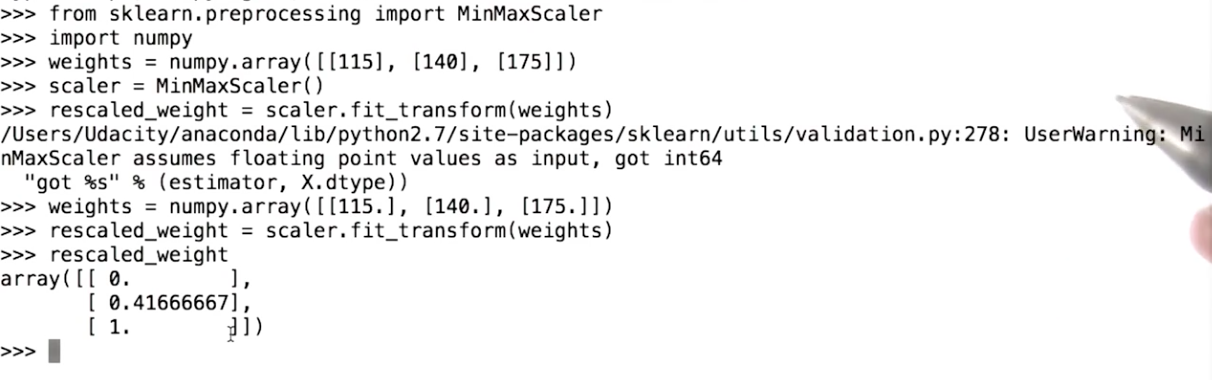 >>> from sklearn.preprocessing import MinMaxScaler
>>> import numpy
>>> weights = numpy.array([[115], [140], [175]])
>>> scaler = MinMaxScaler()
>>> rescaled_weight = scaler.fit_transform(weights)
/Users/Udacity/anaconda/lib/python2.7/site-packages/sklearn/utils/validation.py:278: UserWarning: Mi
nMaxScaler assumes floating point values as input, got int64
  "got %s" % (estimator, X.dtype))
>>> weights = numpy.array([[115.], [140.], [175.]])
>>> rescaled_weight = scaler.fit_transform(weights)
>>> rescaled_weight
array([[ 0.        ],
       [ 0.41666667],
       [ 1.        ]])
>>>